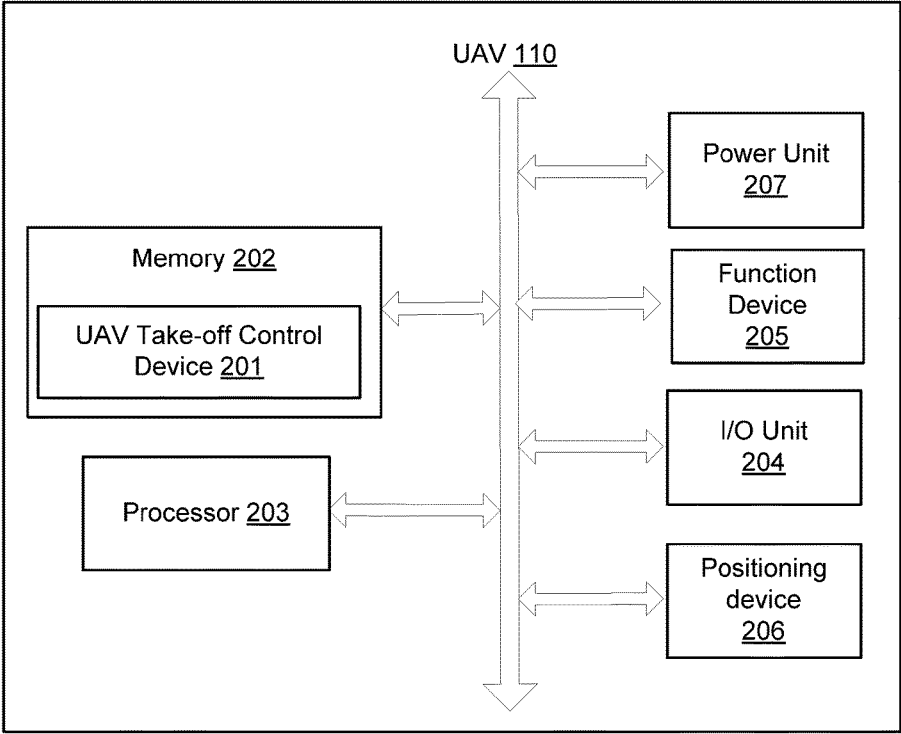 UAV 110
Power Unit
207
Memory 202
UAV Take-off Control
Device 201
Function
Device
205
I/O Unit
204
Processor 203
Positioning
device
206